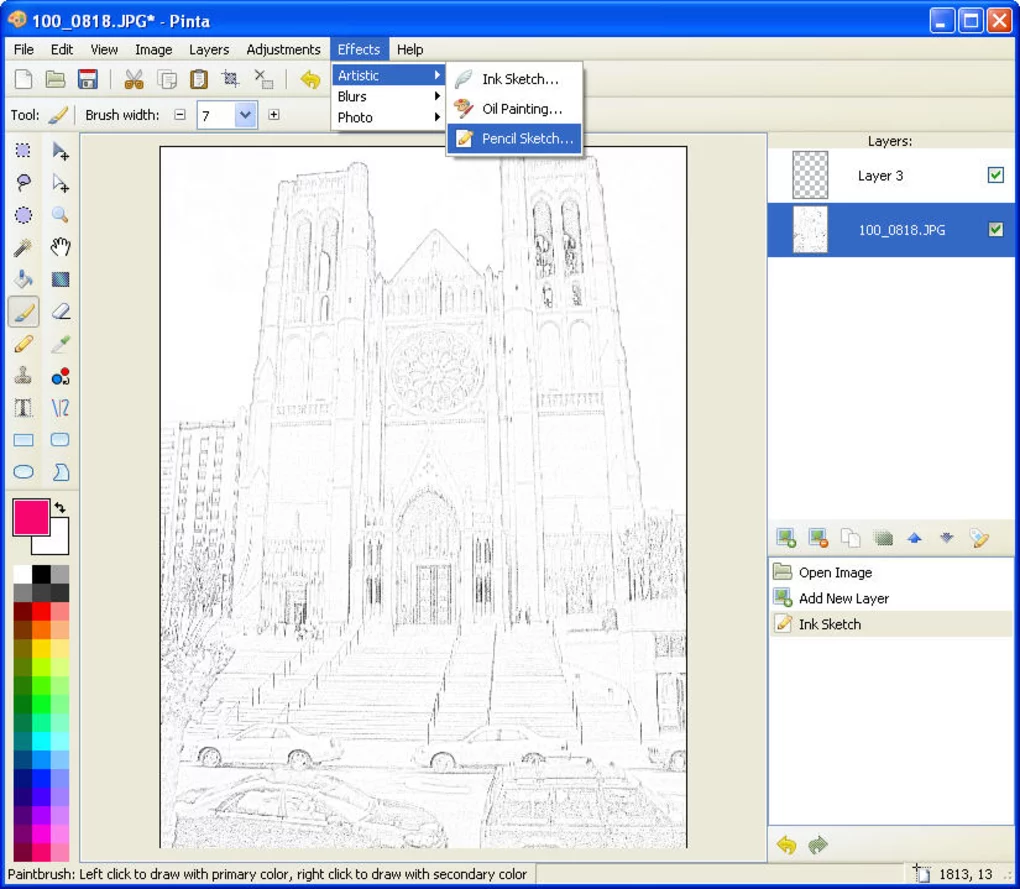 100_0818.JPG* - Pinta
File Edit View Image Layers Adjustments Effects Help
Artistic
Blurs
Photo
Ink Sketch...
Oil Painting...
Pencil Sketch...
Tool: Brush width: 7
Layers:
Layer 3
100_0818.JPG
Open Image
Add New Layer
Ink Sketch
Paintbrush: Left click to draw with primary color, right click to draw with secondary color
1813, 13